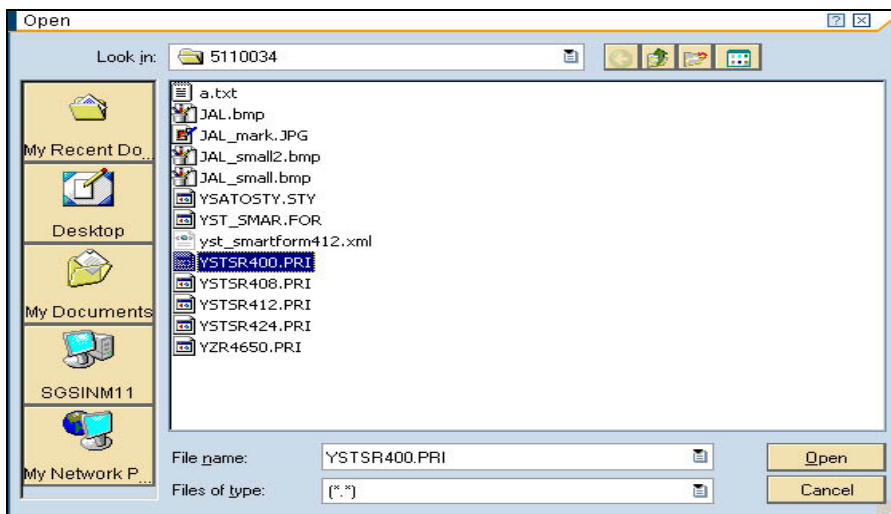 Open
Look in: 5110034
My Recent Do...
Desktop
My Documents
SGSINM11
My Network P...
a.txt
JAL.bmp
JAL_mark.JPG
JAL_small2.bmp
JAL_small.bmp
YSATOSTY.STY
YST_SMAR.FOR
yst_smartform412.xml
YSTSR400.PRI
YSTSR408.PRI
YSTSR412.PRI
YSTSR424.PRI
YZR4650.PRI
File name: YSTSR400.PRI Open
Files of type: (*.*) Cancel